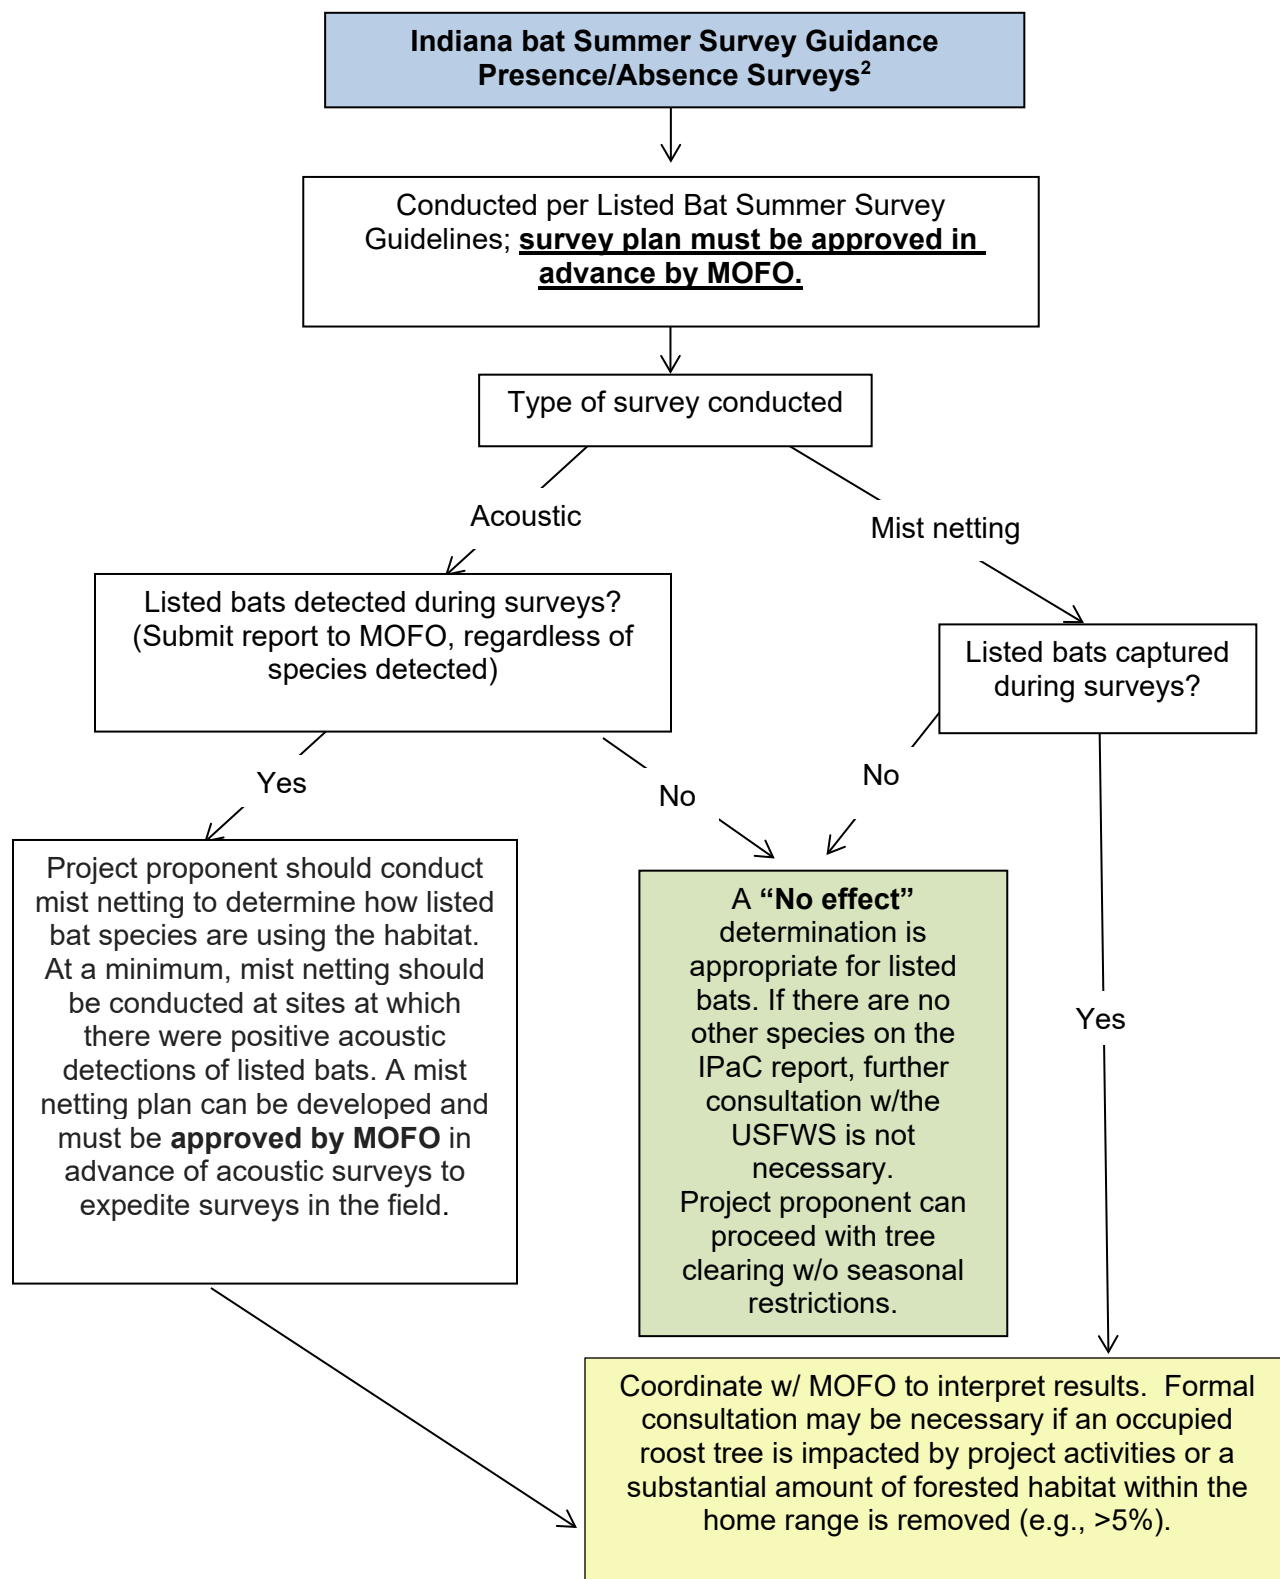 Indiana bat Summer Survey Guidance
Presence/Absence Surveys²
Conducted per Listed Bat Summer Survey
Guidelines; survey plan must be approved in
advance by MOFO.
Type of survey conducted
Acoustic
Mist netting
Listed bats detected during surveys?
(Submit report to MOFO, regardless of
species detected)
Listed bats captured
during surveys?
Yes
No
No
Project proponent should conduct
mist netting to determine how listed
bat species are using the habitat.
At a minimum, mist netting should
be conducted at sites at which
there were positive acoustic
detections of listed bats. A mist
netting plan can be developed and
must be approved by MOFO in
advance of acoustic surveys to
expedite surveys in the field.
A “No effect”
determination is
appropriate for listed
bats. If there are no
other species on the
IPaC report, further
consultation w/the
USFWS is not
necessary.
Project proponent can
proceed with tree
clearing w/o seasonal
restrictions.
Yes
Coordinate w/ MOFO to interpret results.  Formal
consultation may be necessary if an occupied
roost tree is impacted by project activities or a
substantial amount of forested habitat within the
home range is removed (e.g., >5%).